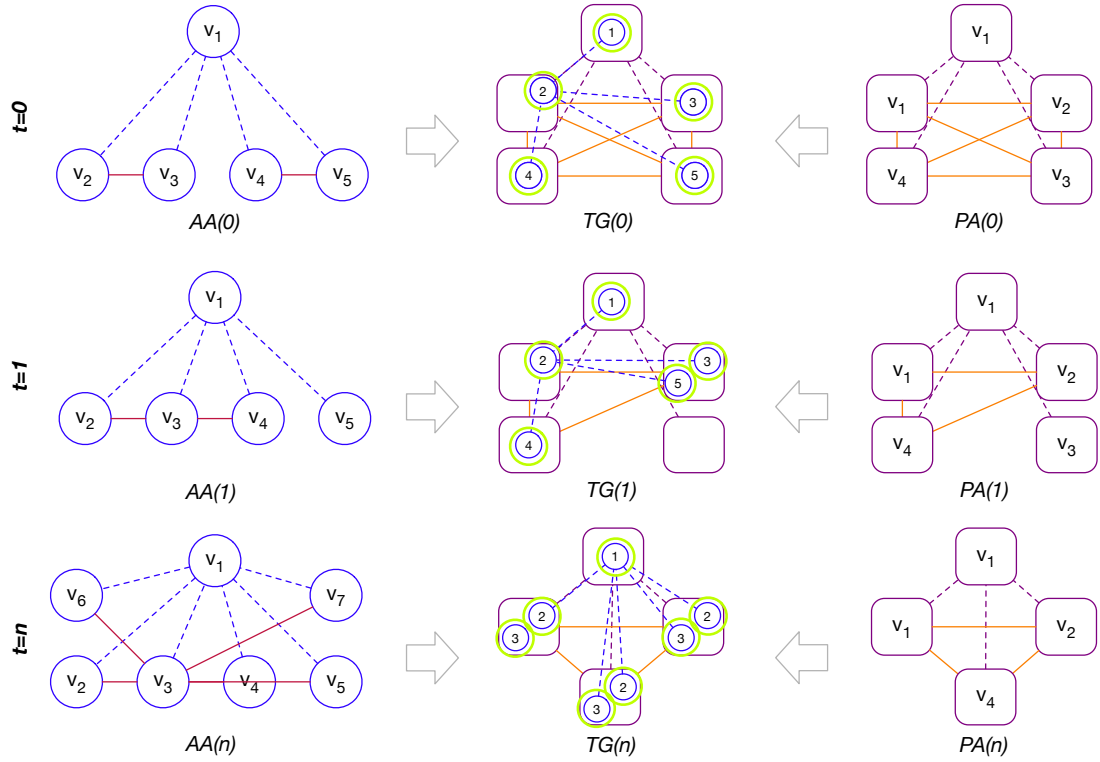 t=0
v1
v2
v3
v4
v5
AA(0)
1
2
3
4
5
TG(0)
v1
v1
v2
v4
v3
PA(0)
t=1
v1
v2
v3
v4
v5
AA(1)
1
2
3
5
4
TG(1)
v1
v1
v2
v4
v3
PA(1)
t=n
v1
v6
v7
v2
v3
v4
v5
AA(n)
1
2
3
2
3
2
3
TG(n)
v1
v1
v2
v4
PA(n)